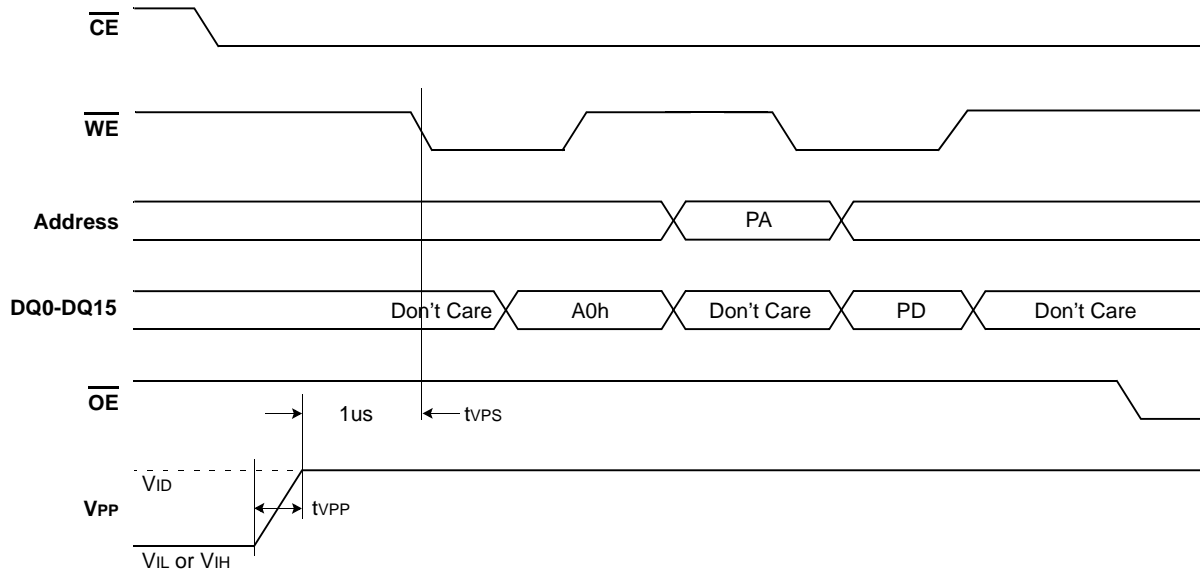 CE
WE
Address
PA
DQ0-DQ15
Don't Care
A0h
Don't Care
PD
Don't Care
OE
1us
tVPS
VID
VPP
tVPP
VIL or VIH